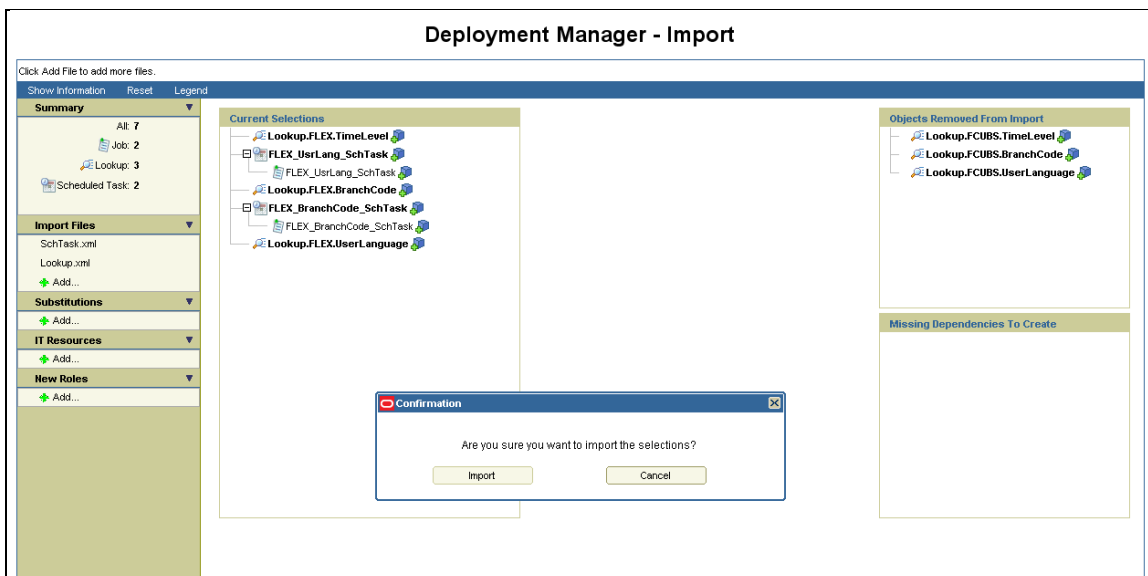 Deployment Manager - Import
Click Add File to add more files.
Show Information Reset Legend
Summary
All: 7
Job: 2
Lookup: 3
Scheduled Task: 2
Import Files
SchTask.xml
Lookup.xml
Add...
Substitutions
Add...
IT Resources
Add...
New Roles
Add...
Current Selections
Lookup.FLEX.TimeLevel
FLEX_UsrLang_SchTask
FLEX_UsrLang_SchTask
Lookup.FLEX.BranchCode
FLEX_BranchCode_SchTask
FLEX_BranchCode_SchTask
Lookup.FLEX.UserLanguage
Objects Removed From Import
Lookup.FCUBS.TimeLevel
Lookup.FCUBS.BranchCode
Lookup.FCUBS.UserLanguage
Missing Dependencies To Create
Confirmation
Are you sure you want to import the selections?
Import Cancel